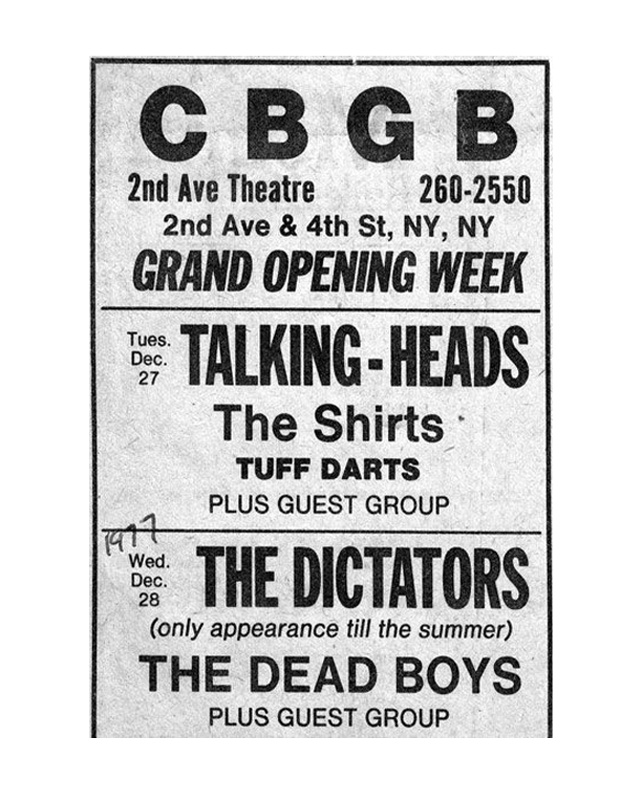 C B G B
2nd Ave Theatre 260-2550
2nd Ave & 4th St, NY, NY
GRAND OPENING WEEK
Tues. Dec. 27 TALKING-HEADS
The Shirts
TUFF DARTS
PLUS GUEST GROUP
1977
Wed. Dec. 28 THE DICTATORS
(only appearance till the summer)
THE DEAD BOYS
PLUS GUEST GROUP